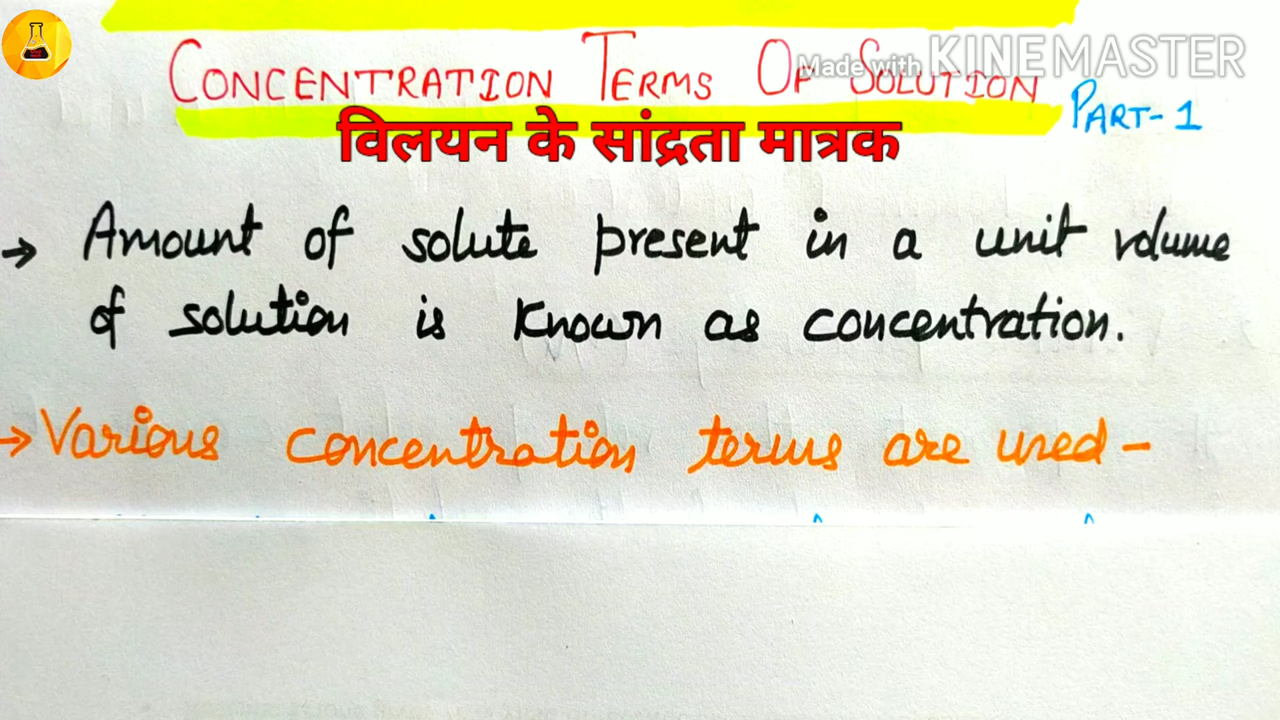 CONCENTRATION TERMS OF SOLUTION
Made with KINEMASTER
PART-1
विलयन के सांद्रता मात्रक
→ Amount of solute present in a unit volume
of solution is known as concentration.
→ Various concentration terms are used-